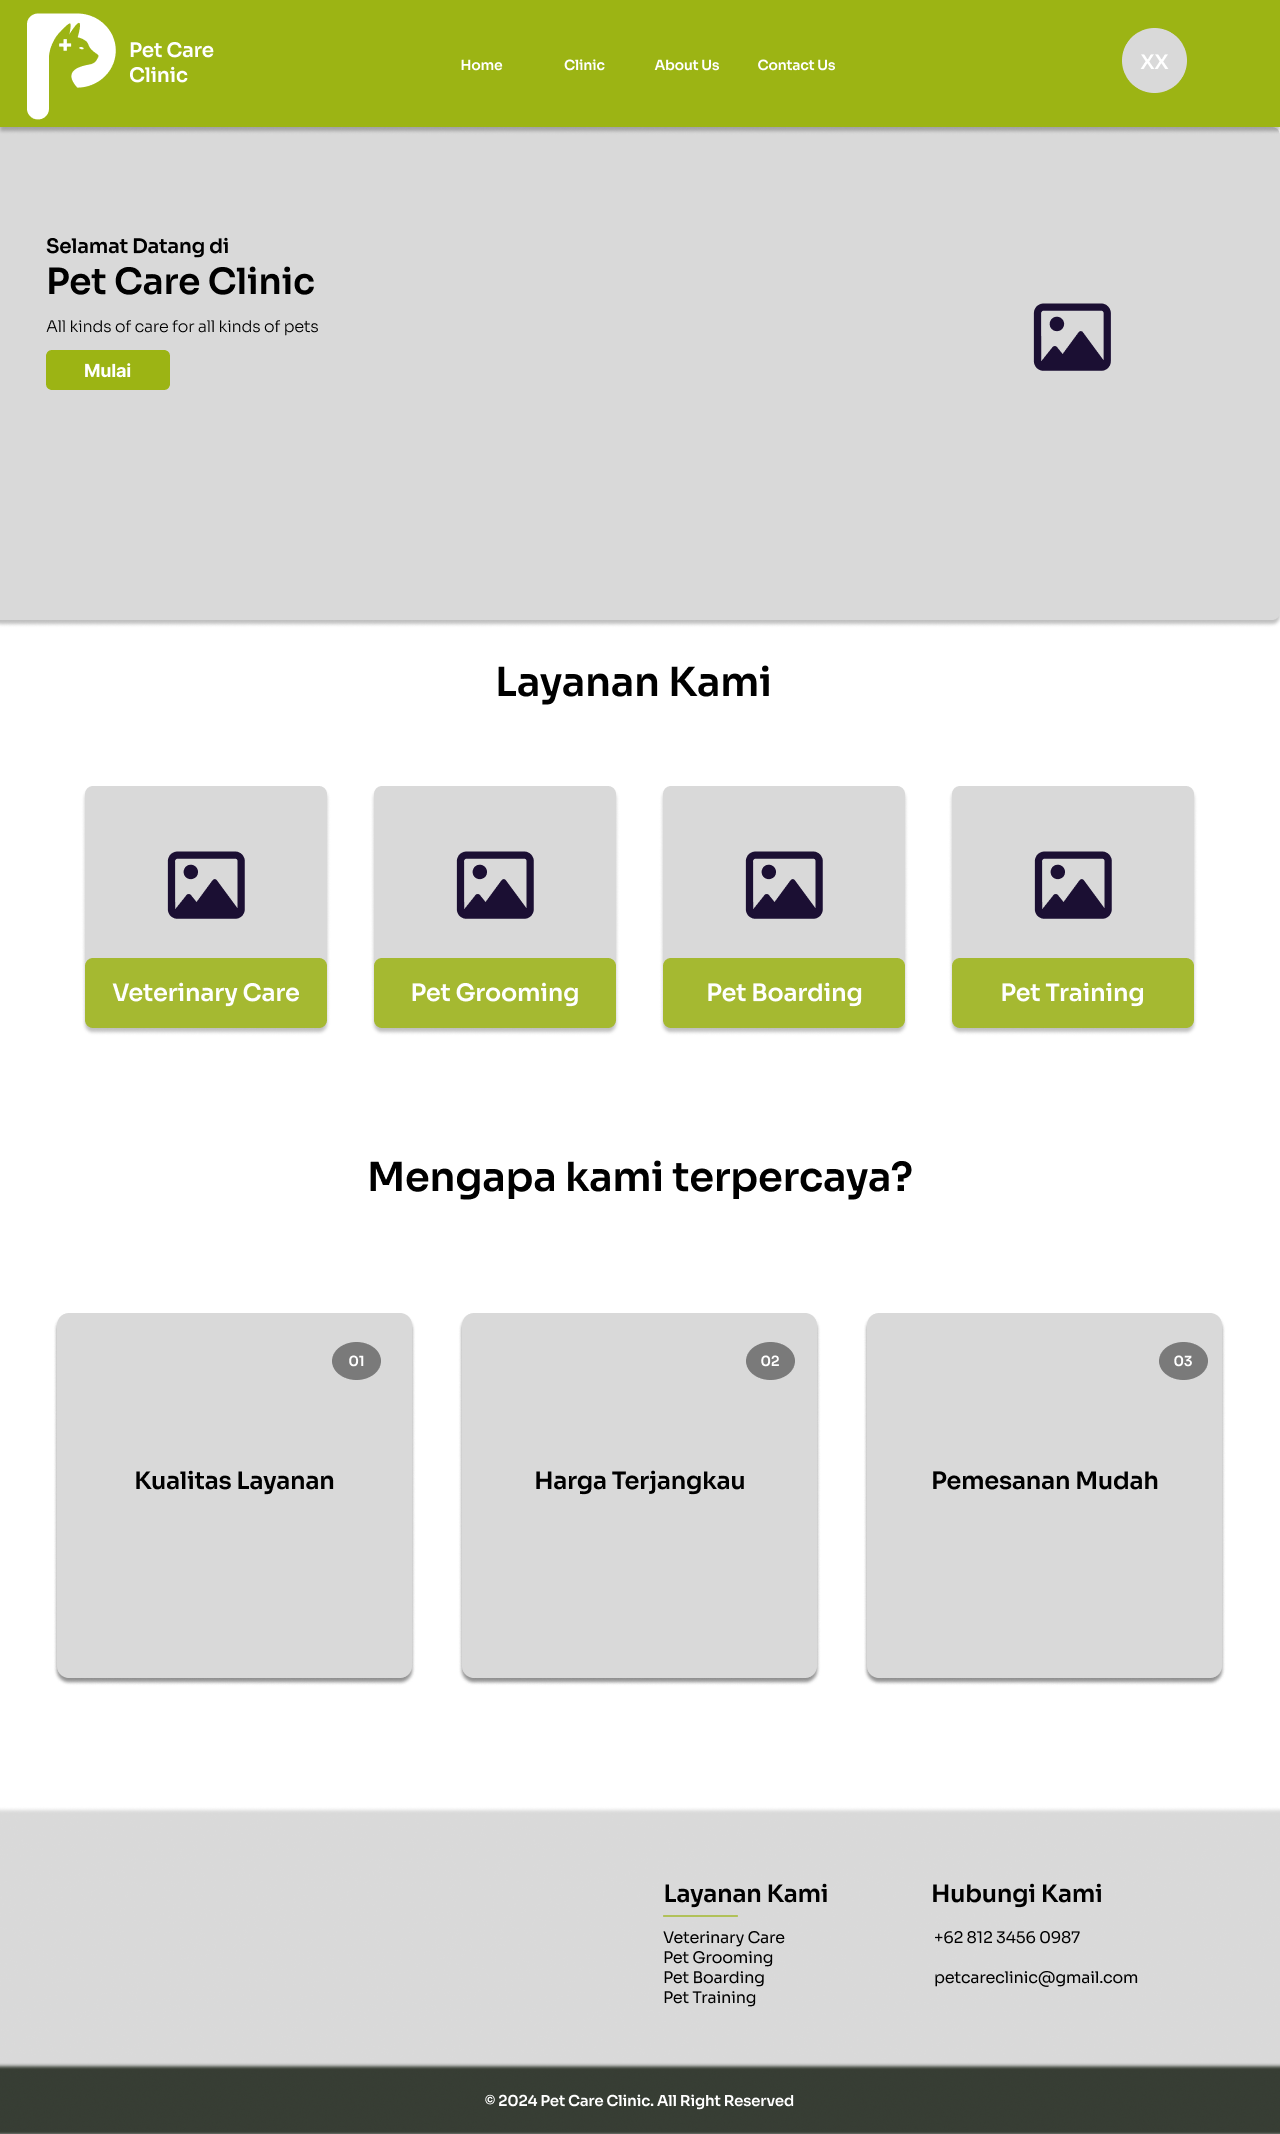 Pet Care
Clinic
Home
Clinic
About Us
Contact Us
XX
Selamat Datang di
Pet Care Clinic
All kinds of care for all kinds of pets
Mulai
Layanan Kami
Veterinary Care
Pet Grooming
Pet Boarding
Pet Training
Mengapa kami terpercaya?
01
Kualitas Layanan
02
Harga Terjangkau
03
Pemesanan Mudah
Layanan Kami
Veterinary Care
Pet Grooming
Pet Boarding
Pet Training
Hubungi Kami
+62 812 3456 0987
petcareclinic@gmail.com
© 2024 Pet Care Clinic. All Right Reserved